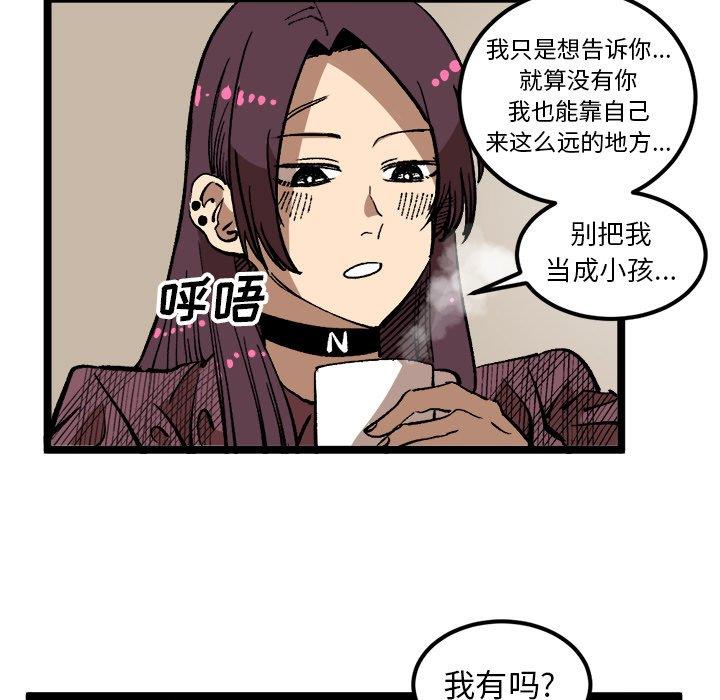 我只是想告诉你...
就算没有你
我也能靠自己
来这么远的地方...
别把我
当成小孩...
呼唔
N
我有吗?